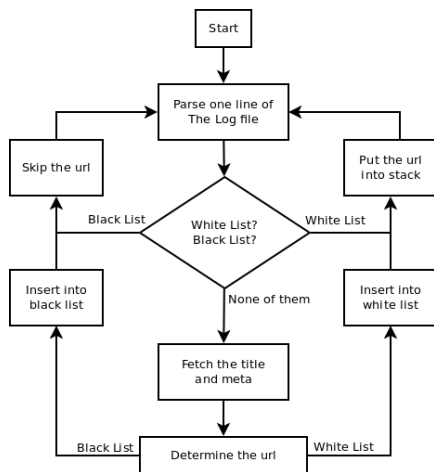 Start
Parse one line of
The Log file
Skip the url
Put the url
into stack
Black List
White List?
Black List?
White List
Insert into
black list
None of them
Insert into
white list
Fetch the title
and meta
Black List
Determine the url
White List